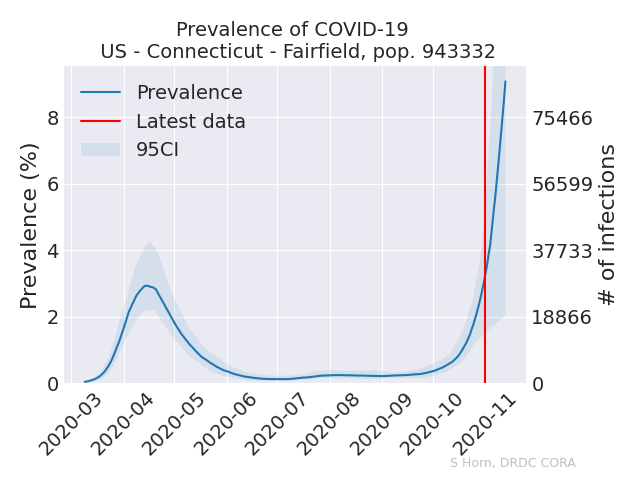 Prevalence of COVID-19
US - Connecticut - Fairfield, pop. 943332
Prevalence
Latest data
95CI
Prevalence (%)
8
6
4
2
0
75466
56599
37733
18866
0
# of infections
2020-03
2020-04
2020-05
2020-06
2020-07
2020-08
2020-09
2020-10
2020-11
S Horn, DRDC CORA